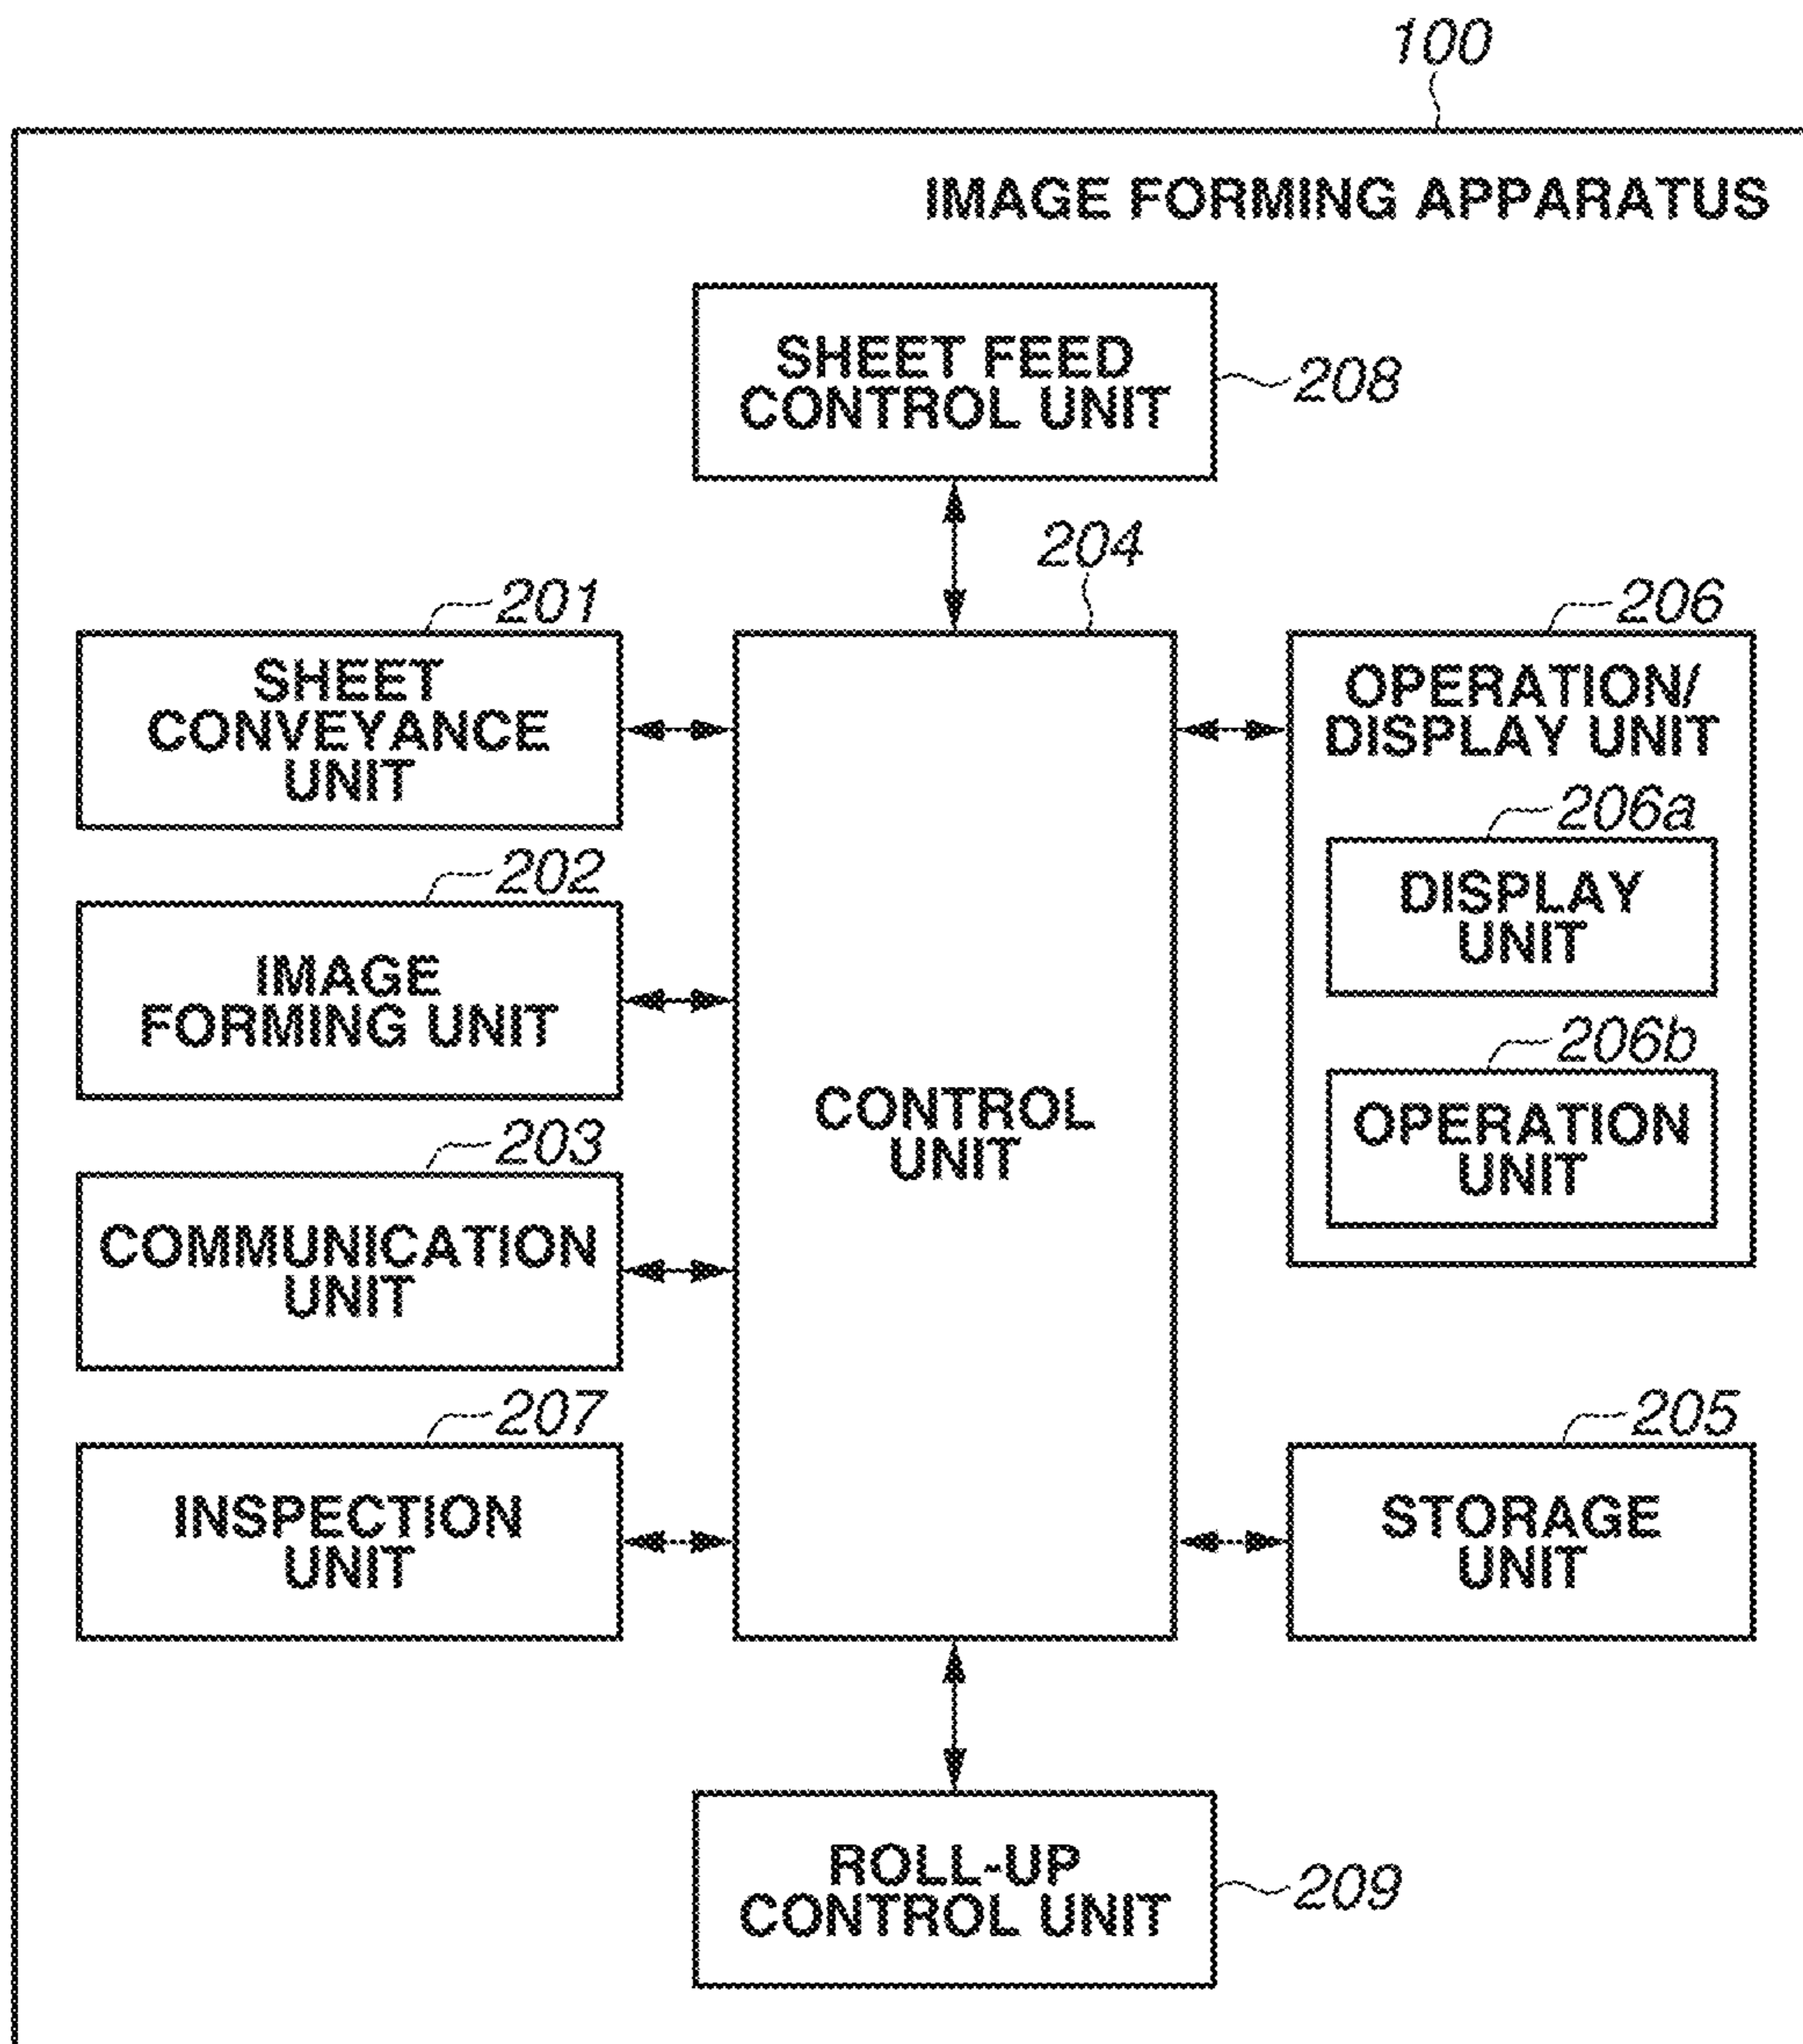 100
IMAGE FORMING APPARATUS
SHEET FEED
CONTROL UNIT
208
204
201
SHEET
CONVEYANCE
UNIT
206
OPERATION/
DISPLAY UNIT
206a
DISPLAY
UNIT
202
IMAGE
FORMING UNIT
206b
OPERATION
UNIT
CONTROL
UNIT
203
COMMUNICATION
UNIT
207
INSPECTION
UNIT
205
STORAGE
UNIT
ROLL-UP
CONTROL UNIT
209